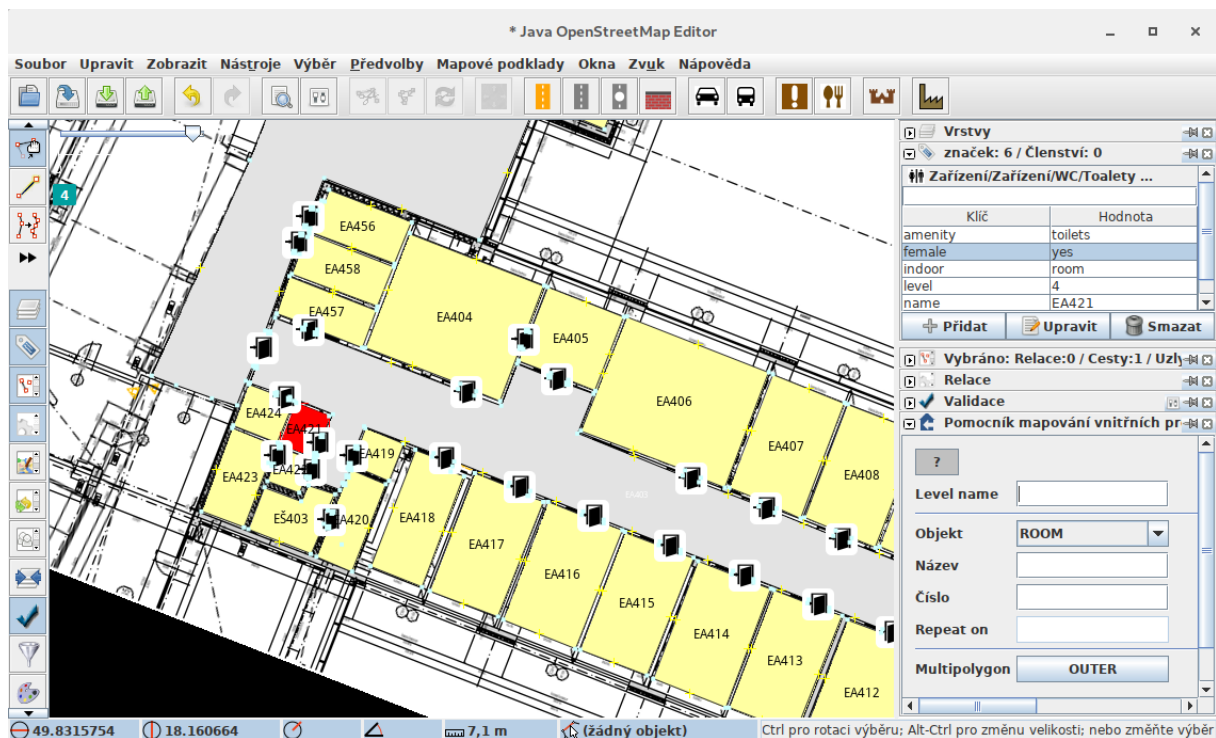 * Java OpenStreetMap Editor
Soubor Upravit Zobrazit Nástroje Výběr Předvolby Mapové podklady Okna Zvuk Nápověda
4
EA456
EA458
EA457
EA404
EA405
EA406
EA407
EA408
EA424
EA421
EA419
EA423
EŠ403
EA420
EA418
EA417
EA416
EA415
EA414
EA413
EA412
Vrstvy
značek: 6 / Členství: 0
Zařízení/Zařízení/WC/Toalety ...
Klíč Hodnota
amenity toilets
female yes
indoor room
level 4
name EA421
Přidat Upravit Smazat
Vybráno: Relace:0 / Cesty:1 / Uzly
Relace
Validace
Pomocník mapování vnitřních pr
?
Level name
Objekt ROOM
Název
Číslo
Repeat on
Multipolygon OUTER
49.8315754 18.160664 7,1 m (žádný objekt) Ctrl pro rotaci výběru; Alt-Ctrl pro změnu velikosti; nebo změňte výběr